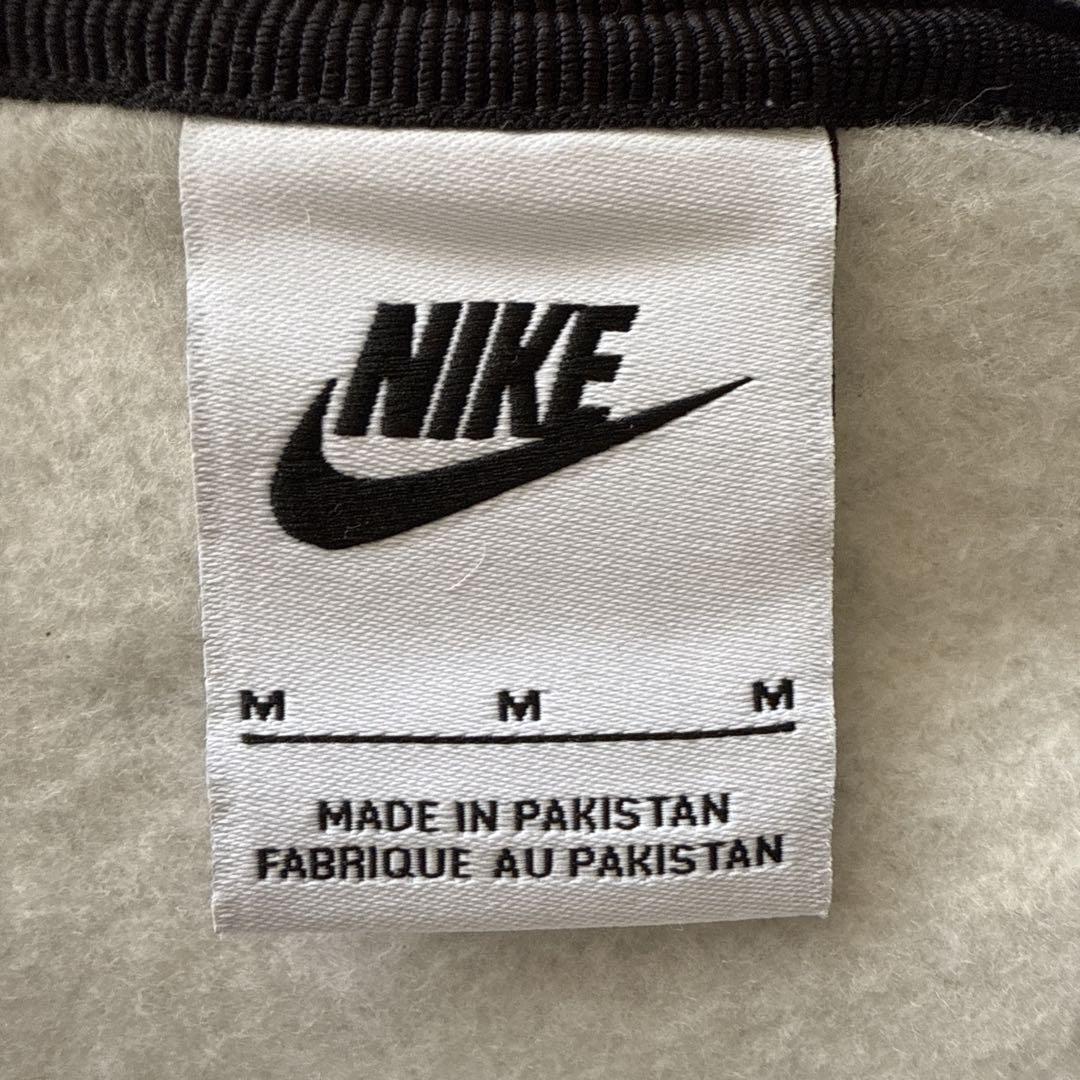 NIKE
M M M
MADE IN PAKISTAN
FABRIQUE AU PAKISTAN